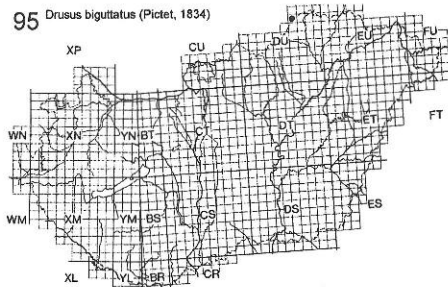 95 Drusus biguttatus (Pictet, 1834)
XP CU DU EU FU
WN XN YN BT CT DT ET FT
WM XM YM BS CS DS ES
XL YL BR CR